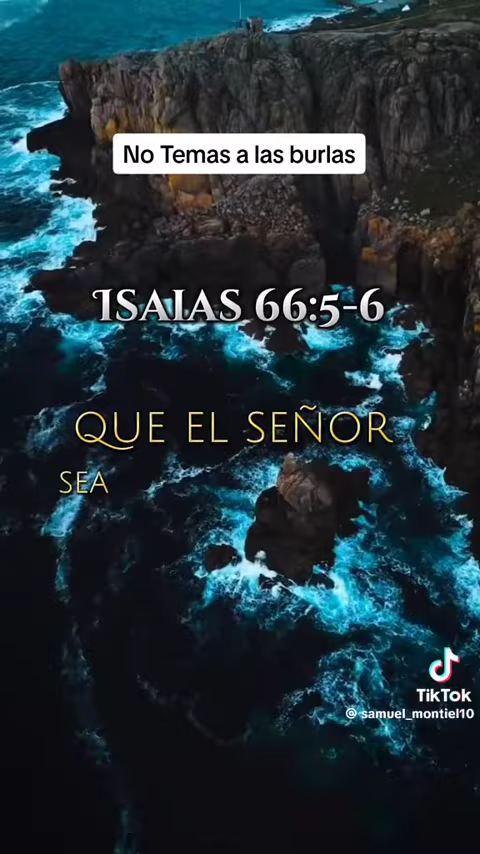 No Temas a las burlas
ISAIAS 66:5-6
QUE EL SEÑOR
SEA
TikTok
@ samuel_montiel10